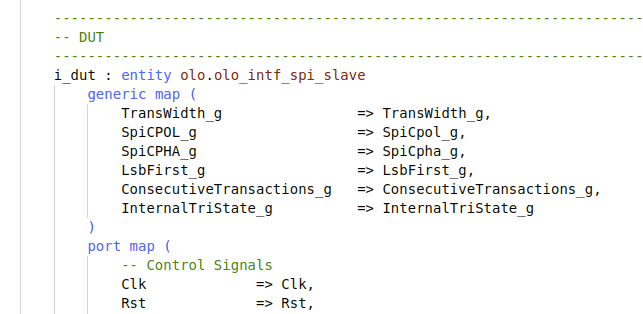 --------------------------------------------------------------------------
-- DUT
--------------------------------------------------------------------------
i_dut : entity olo.olo_intf_spi_slave
generic map (
TransWidth_g => TransWidth_g,
SpiCPOL_g => SpiCpol_g,
SpiCPHA_g => SpiCpha_g,
LsbFirst_g => LsbFirst_g,
ConsecutiveTransactions_g => ConsecutiveTransactions_g,
InternalTriState_g => InternalTriState_g
)
port map (
-- Control Signals
Clk => Clk,
Rst => Rst,